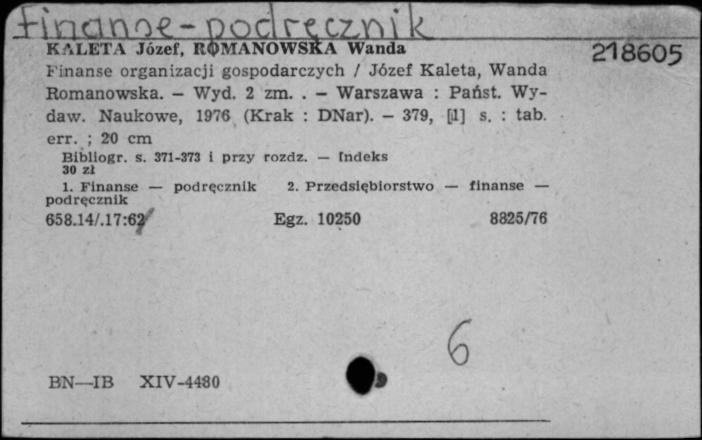 finanse - podręcznik
KALETA Józef, ROMANOWSKA Wanda
218605
Finanse organizacji gospodarczych / Józef Kaleta, Wanda
Romanowska. — Wyd. 2 zm. . — Warszawa : Państ. Wy-
daw. Naukowe, 1976 (Krak : DNar). — 379, [1] s. : tab.
err. ; 20 cm
Bibliogr. s. 371-373 i przy rozdz. — Indeks
30 zł
1. Finanse — podręcznik 2. Przedsiębiorstwo — finanse —
podręcznik
658.14/.17:62 Egz. 10250 8825/76
6
BN—IB XIV-4480